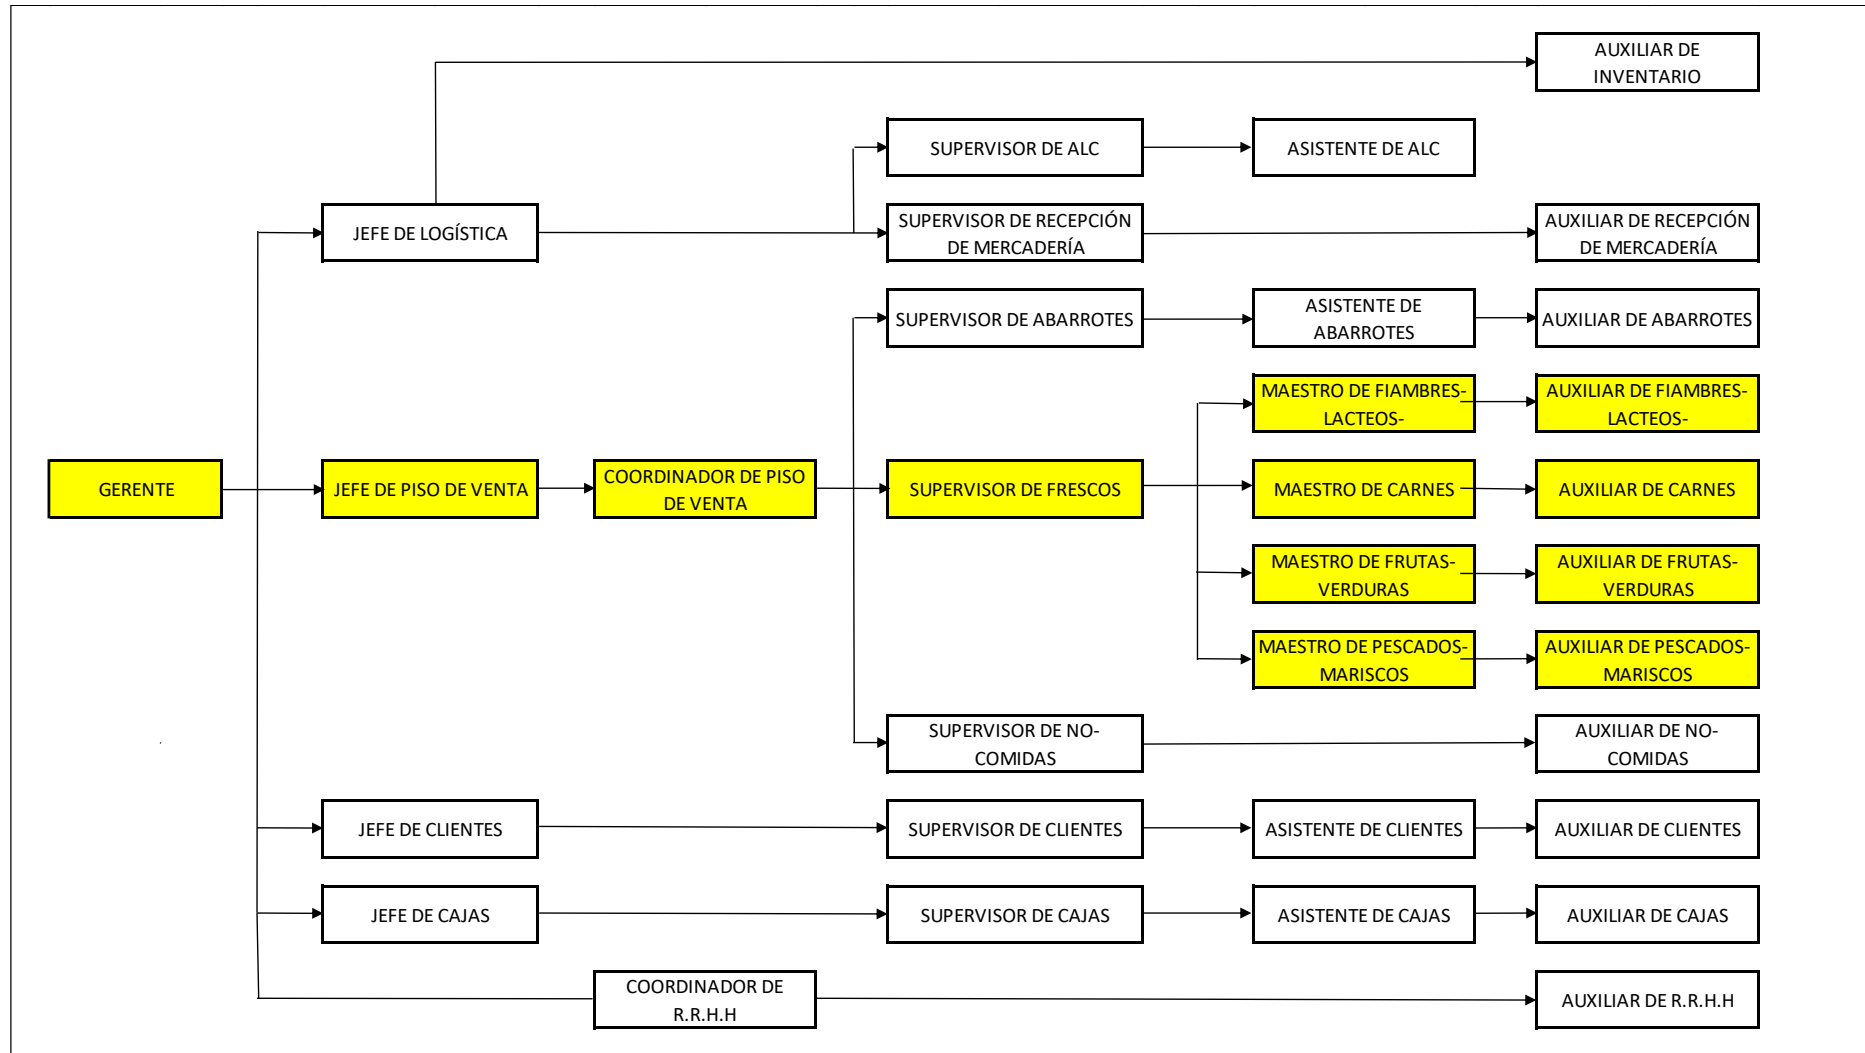 AUXILIAR DE
INVENTARIO
SUPERVISOR DE ALC
ASISTENTE DE ALC
JEFE DE LOGÍSTICA
SUPERVISOR DE RECEPCIÓN
DE MERCADERÍA
AUXILIAR DE RECEPCIÓN
DE MERCADERÍA
SUPERVISOR DE ABARROTES
ASISTENTE DE
ABARROTES
AUXILIAR DE ABARROTES
MAESTRO DE FIAMBRES-
LACTEOS-
AUXILIAR DE FIAMBRES-
LACTEOS-
GERENTE
JEFE DE PISO DE VENTA
COORDINADOR DE PISO
DE VENTA
SUPERVISOR DE FRESCOS
MAESTRO DE CARNES
AUXILIAR DE CARNES
MAESTRO DE FRUTAS-
VERDURAS
AUXILIAR DE FRUTAS-
VERDURAS
MAESTRO DE PESCADOS-
MARISCOS
AUXILIAR DE PESCADOS-
MARISCOS
SUPERVISOR DE NO-
COMIDAS
AUXILIAR DE NO-
COMIDAS
JEFE DE CLIENTES
SUPERVISOR DE CLIENTES
ASISTENTE DE CLIENTES
AUXILIAR DE CLIENTES
JEFE DE CAJAS
SUPERVISOR DE CAJAS
ASISTENTE DE CAJAS
AUXILIAR DE CAJAS
COORDINADOR DE
R.R.H.H
AUXILIAR DE R.R.H.H